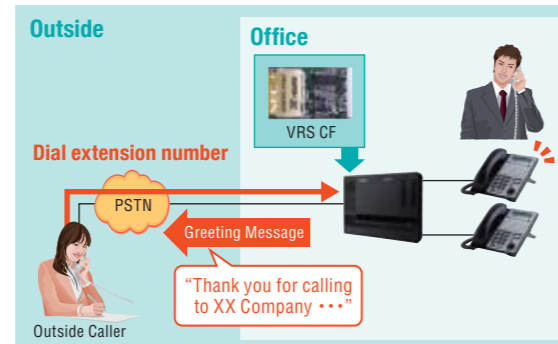 Outside
Office
VRS CF
Dial extension number
PSTN
Greeting Message
“Thank you for calling
to XX Company ･･･”
Outside Caller